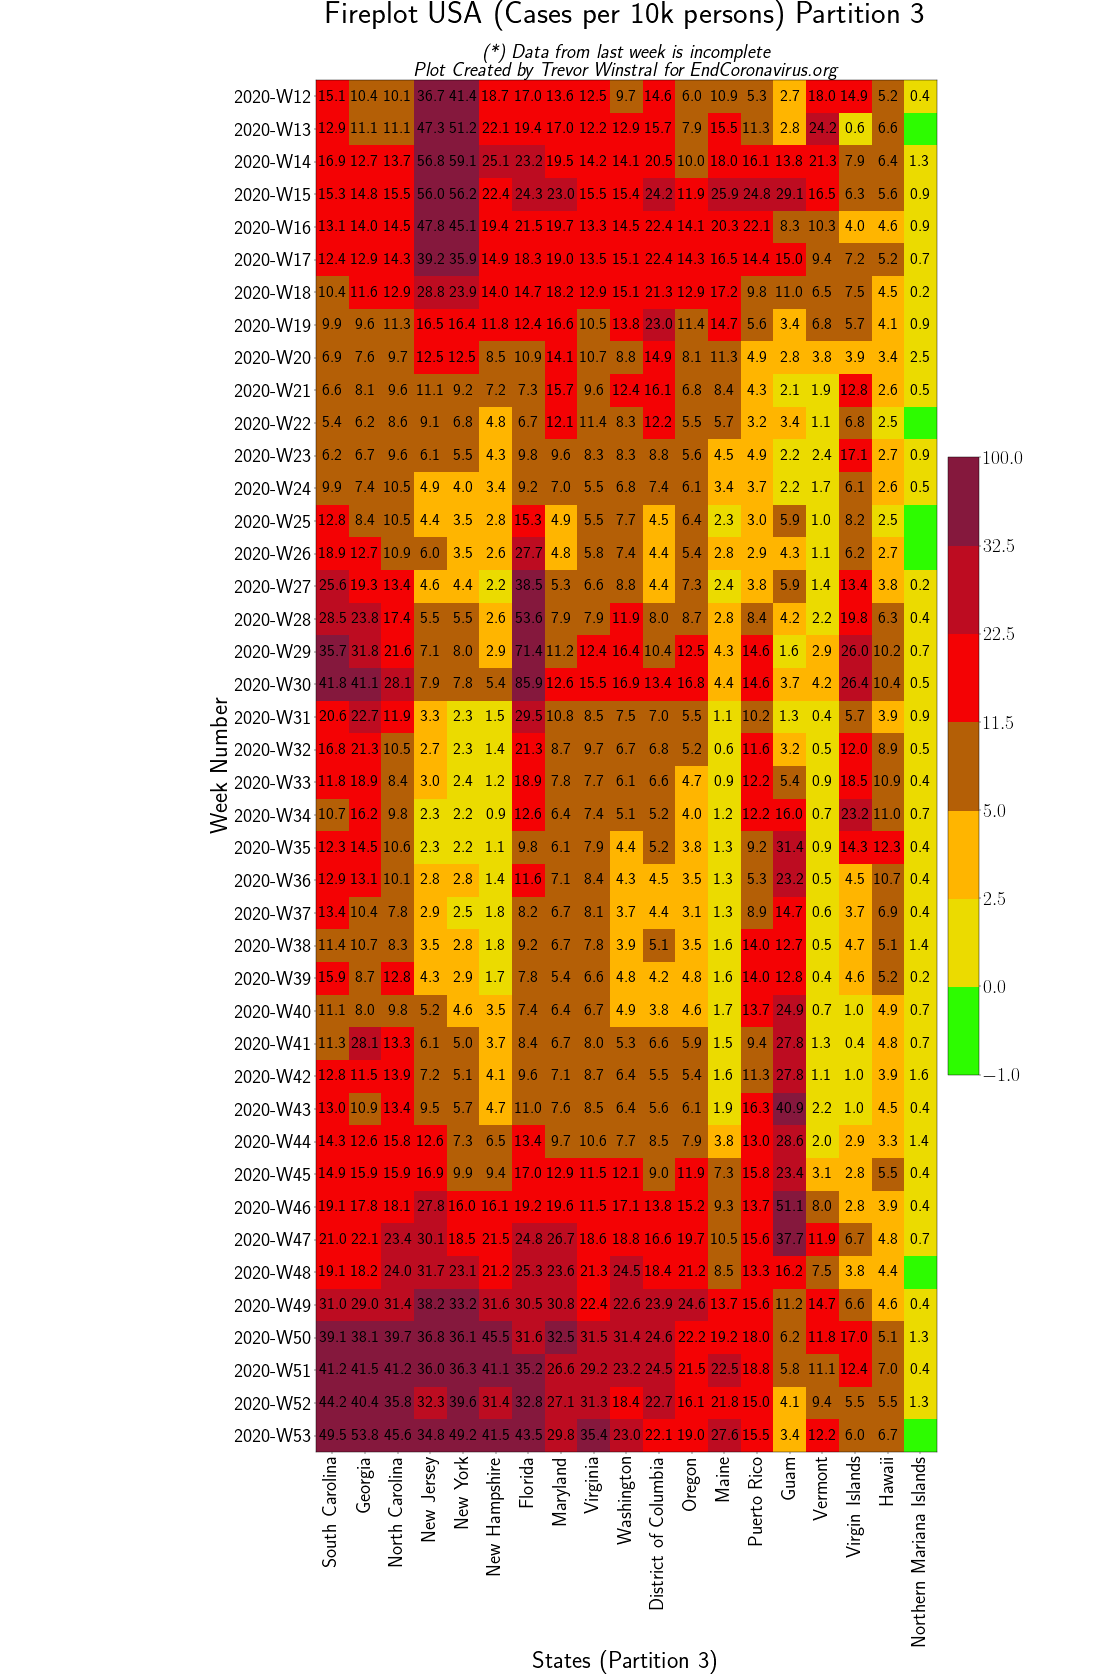 Fireplot USA (Cases per 10k persons) Partition 3
(*) Data from last week is incomplete
Plot Created by Trevor Winstral for EndCoronavirus.org
2020-W12 15.1 10.4 10.1 36.7 41.4 18.7 17.0 13.6 12.5 9.7 14.6 6.0 10.9 5.3 2.7 18.0 14.9 5.2 0.4
2020-W13 12.9 11.1 11.1 47.3 51.2 22.1 19.4 17.0 12.2 12.9 15.7 7.9 15.5 11.3 2.8 24.2 0.6 6.6
2020-W14 16.9 12.7 13.7 56.8 59.1 25.1 23.2 19.5 14.2 14.1 20.5 10.0 18.0 16.1 13.8 21.3 7.9 6.4 1.3
2020-W15 15.3 14.8 15.5 56.0 56.2 22.4 24.3 23.0 15.5 15.4 24.2 11.9 25.9 24.8 29.1 16.5 6.3 5.6 0.9
2020-W16 13.1 14.0 14.5 47.8 45.1 19.4 21.5 19.7 13.3 14.5 22.4 14.1 20.3 22.1 8.3 10.3 4.0 4.6 0.9
2020-W17 12.4 12.9 14.3 39.2 35.9 14.9 18.3 19.0 13.5 15.1 22.4 14.3 16.5 14.4 15.0 9.4 7.2 5.2 0.7
2020-W18 10.4 11.6 12.9 28.8 23.9 14.0 14.7 18.2 12.9 15.1 21.3 12.9 17.2 9.8 11.0 6.5 7.5 4.5 0.2
2020-W19 9.9 9.6 11.3 16.5 16.4 11.8 12.4 16.6 10.5 13.8 23.0 11.4 14.7 5.6 3.4 6.8 5.7 4.1 0.9
2020-W20 6.9 7.6 9.7 12.5 12.5 8.5 10.9 14.1 10.7 8.8 14.9 8.1 11.3 4.9 2.8 3.8 3.9 3.4 2.5
2020-W21 6.6 8.1 9.6 11.1 9.2 7.2 7.3 15.7 9.6 12.4 16.1 6.8 8.4 4.3 2.1 1.9 12.8 2.6 0.5
2020-W22 5.4 6.2 8.6 9.1 6.8 4.8 6.7 12.1 11.4 8.3 12.2 5.5 5.7 3.2 3.4 1.1 6.8 2.5
2020-W23 6.2 6.7 9.6 6.1 5.5 4.3 9.8 9.6 8.3 8.3 8.8 5.6 4.5 4.9 2.2 2.4 17.1 2.7 0.9
2020-W24 9.9 7.4 10.5 4.9 4.0 3.4 9.2 7.0 5.5 6.8 7.4 6.1 3.4 3.7 2.2 1.7 6.1 2.6 0.5
2020-W25 12.8 8.4 10.5 4.4 3.5 2.8 15.3 4.9 5.5 7.7 4.5 6.4 2.3 3.0 5.9 1.0 8.2 2.5
2020-W26 18.9 12.7 10.9 6.0 3.5 2.6 27.7 4.8 5.8 7.4 4.4 5.4 2.8 2.9 4.3 1.1 6.2 2.7
2020-W27 25.6 19.3 13.4 4.6 4.4 2.2 38.5 5.3 6.6 8.8 4.4 7.3 2.4 3.8 5.9 1.4 13.4 3.8 0.2
2020-W28 28.5 23.8 17.4 5.5 5.5 2.6 53.6 7.9 7.9 11.9 8.0 8.7 2.8 8.4 4.2 2.2 19.8 6.3 0.4
2020-W29 35.7 31.8 21.6 7.1 8.0 2.9 71.4 11.2 12.4 16.4 10.4 12.5 4.3 14.6 1.6 2.9 26.0 10.2 0.7
2020-W30 41.8 41.1 28.1 7.9 7.8 5.4 85.9 12.6 15.5 16.9 13.4 16.8 4.4 14.6 3.7 4.2 26.4 10.4 0.5
2020-W31 20.6 22.7 11.9 3.3 2.3 1.5 29.5 10.8 8.5 7.5 7.0 5.5 1.1 10.2 1.3 0.4 5.7 3.9 0.9
2020-W32 16.8 21.3 10.5 2.7 2.3 1.4 21.3 8.7 9.7 6.7 6.8 5.2 0.6 11.6 3.2 0.5 12.0 8.9 0.5
2020-W33 11.8 18.9 8.4 3.0 2.4 1.2 18.9 7.8 7.7 6.1 6.6 4.7 0.9 12.2 5.4 0.9 18.5 10.9 0.4
2020-W34 10.7 16.2 9.8 2.3 2.2 0.9 12.6 6.4 7.4 5.1 5.2 4.0 1.2 12.2 16.0 0.7 23.2 11.0 0.7
2020-W35 12.3 14.5 10.6 2.3 2.2 1.1 9.8 6.1 7.9 4.4 5.2 3.8 1.3 9.2 31.4 0.9 14.3 12.3 0.4
2020-W36 12.9 13.1 10.1 2.8 2.8 1.4 11.6 7.1 8.4 4.3 4.5 3.5 1.3 5.3 23.2 0.5 4.5 10.7 0.4
2020-W37 13.4 10.4 7.8 2.9 2.5 1.8 8.2 6.7 8.1 3.7 4.4 3.1 1.3 8.9 14.7 0.6 3.7 6.9 0.4
2020-W38 11.4 10.7 8.3 3.5 2.8 1.8 9.2 6.7 7.8 3.9 5.1 3.5 1.6 14.0 12.7 0.5 4.7 5.1 1.4
2020-W39 15.9 8.7 12.8 4.3 2.9 1.7 7.8 5.4 6.6 4.8 4.2 4.8 1.6 14.0 12.8 0.4 4.6 5.2 0.2
2020-W40 11.1 8.0 9.8 5.2 4.6 3.5 7.4 6.4 6.7 4.9 3.8 4.6 1.7 13.7 24.9 0.7 1.0 4.9 0.7
2020-W41 11.3 28.1 13.3 6.1 5.0 3.7 8.4 6.7 8.0 5.3 6.6 5.9 1.5 9.4 27.8 1.3 0.4 4.8 0.7
2020-W42 12.8 11.5 13.9 7.2 5.1 4.1 9.6 7.1 8.7 6.4 5.5 5.4 1.6 11.3 27.8 1.1 1.0 3.9 1.6
2020-W43 13.0 10.9 13.4 9.5 5.7 4.7 11.0 7.6 8.5 6.4 5.6 6.1 1.9 16.3 40.9 2.2 1.0 4.5 0.4
2020-W44 14.3 12.6 15.8 12.6 7.3 6.5 13.4 9.7 10.6 7.7 8.5 7.9 3.8 13.0 28.6 2.0 2.9 3.3 1.4
2020-W45 14.9 15.9 15.9 16.9 9.9 9.4 17.0 12.9 11.5 12.1 9.0 11.9 7.3 15.8 23.4 3.1 2.8 5.5 0.4
2020-W46 19.1 17.8 18.1 27.8 16.0 16.1 19.2 19.6 11.5 17.1 13.8 15.2 9.3 13.7 51.1 8.0 2.8 3.9 0.4
2020-W47 21.0 22.1 23.4 30.1 18.5 21.5 24.8 26.7 18.6 18.8 16.6 19.7 10.5 15.6 37.7 11.9 6.7 4.8 0.7
2020-W48 19.1 18.2 24.0 31.7 23.1 21.2 25.3 23.6 21.3 24.5 18.4 21.2 8.5 13.3 16.2 7.5 3.8 4.4
2020-W49 31.0 29.0 31.4 38.2 33.2 31.6 30.5 30.8 22.4 22.6 23.9 24.6 13.7 15.6 11.2 14.7 6.6 4.6 0.4
2020-W50 39.1 38.1 39.7 36.8 36.1 45.5 31.6 32.5 31.5 31.4 24.6 22.2 19.2 18.0 6.2 11.8 17.0 5.1 1.3
2020-W51 41.2 41.5 41.2 36.0 36.3 41.1 35.2 26.6 29.2 23.2 24.5 21.5 22.5 18.8 5.8 11.1 12.4 7.0 0.4
2020-W52 44.2 40.4 35.8 32.3 39.6 31.4 32.8 27.1 31.3 18.4 22.7 16.1 21.8 15.0 4.1 9.4 5.5 5.5 1.3
2020-W53 49.5 53.8 45.6 34.8 49.2 41.5 43.5 29.8 35.4 23.0 22.1 19.0 27.6 15.5 3.4 12.2 6.0 6.7
Week Number
South Carolina
Georgia
North Carolina
New Jersey
New York
New Hampshire
Florida
Maryland
Virginia
Washington
District of Columbia
Oregon
Maine
Puerto Rico
Guam
Vermont
Virgin Islands
Hawaii
Northern Mariana Islands
States (Partition 3)
100.0
32.5
22.5
11.5
5.0
2.5
0.0
−1.0